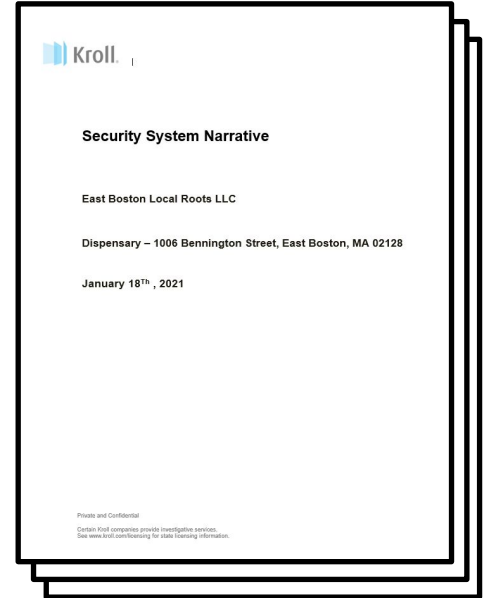 Kroll.
Security System Narrative
East Boston Local Roots LLC
Dispensary – 1006 Bennington Street, East Boston, MA 02128
January 18Th , 2021
Private and Confidential
Certain Kroll companies provide investigative services.
See www.kroll.com/licensing for state licensing information.